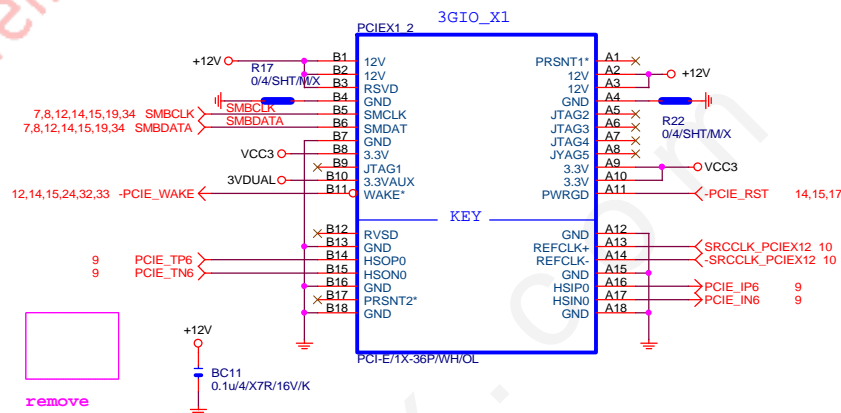 3GIO_X1
PCIEX1_2
+12V
R17
0/4/SHT/M/X
B1 12V
B2 12V
B3 RSVD
B4 GND
7,8,12,14,15,19,34 SMBCLK SMBCLK B5 SMCLK
7,8,12,14,15,19,34 SMBDATA SMBDATA B6 SMDAT
B7 GND
VCC3 B8 3.3V
B9 JTAG1
3VDUAL B10 3.3VAUX
12,14,15,24,32,33 -PCIE_WAKE B11 WAKE*
KEY
B12 RVSD
B13 GND
9 PCIE_TP6 B14 HSOP0
9 PCIE_TN6 B15 HSON0
B16 GND
B17 PRSNT2*
B18 GND
PRSNT1* A1
12V A2 +12V
12V A3
GND A4
R22
0/4/SHT/M/X
JTAG2 A5
JTAG3 A6
JTAG4 A7
JYAG5 A8
3.3V A9 VCC3
3.3V A10
PWRGD A11 -PCIE_RST 14,15,17
GND A12
REFCLK+ A13 SRCCLK_PCIEX12 10
REFCLK- A14 -SRCCLK_PCIEX12 10
GND A15
HSIP0 A16 PCIE_IP6 9
HSIN0 A17 PCIE_IN6 9
GND A18
PCI-E/1X-36P/WH/OL
+12V
BC11
0.1u/4/X7R/16V/K
remove